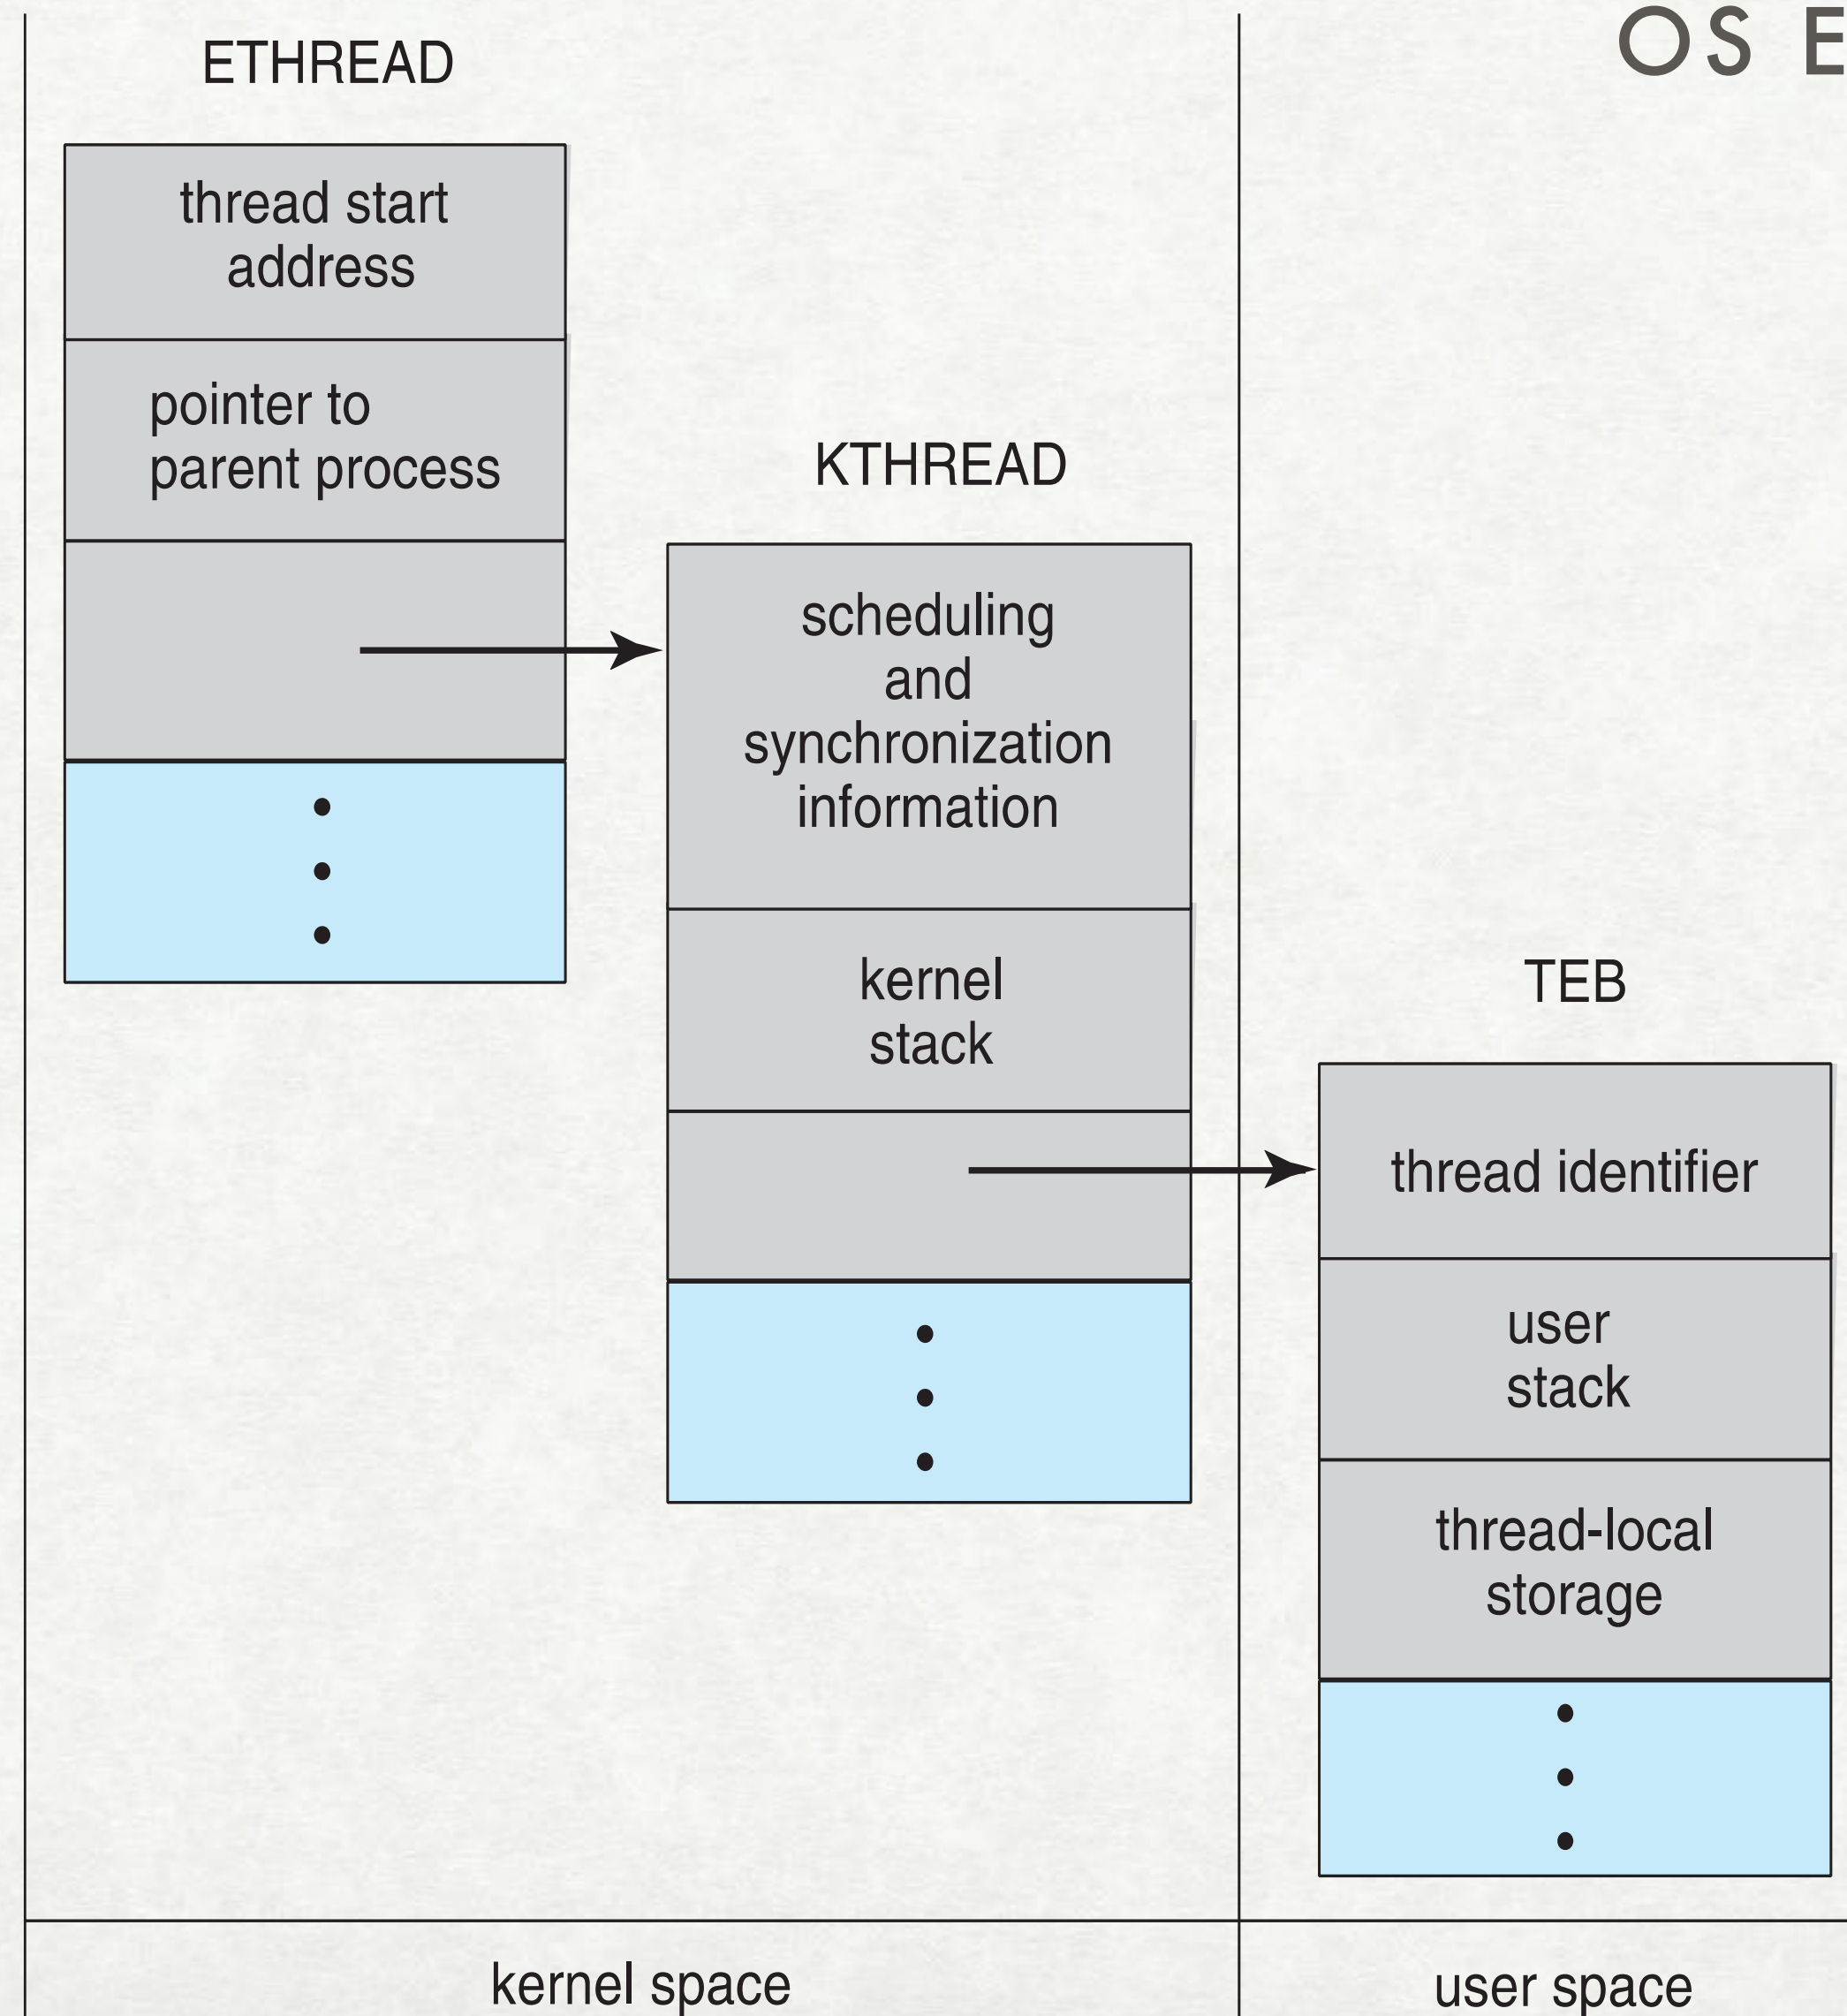 OS E
ETHREAD
thread start
address
pointer to
parent process
KTHREAD
scheduling
and
synchronization
information
kernel
stack
TEB
thread identifier
user
stack
thread-local
storage
kernel space
user space